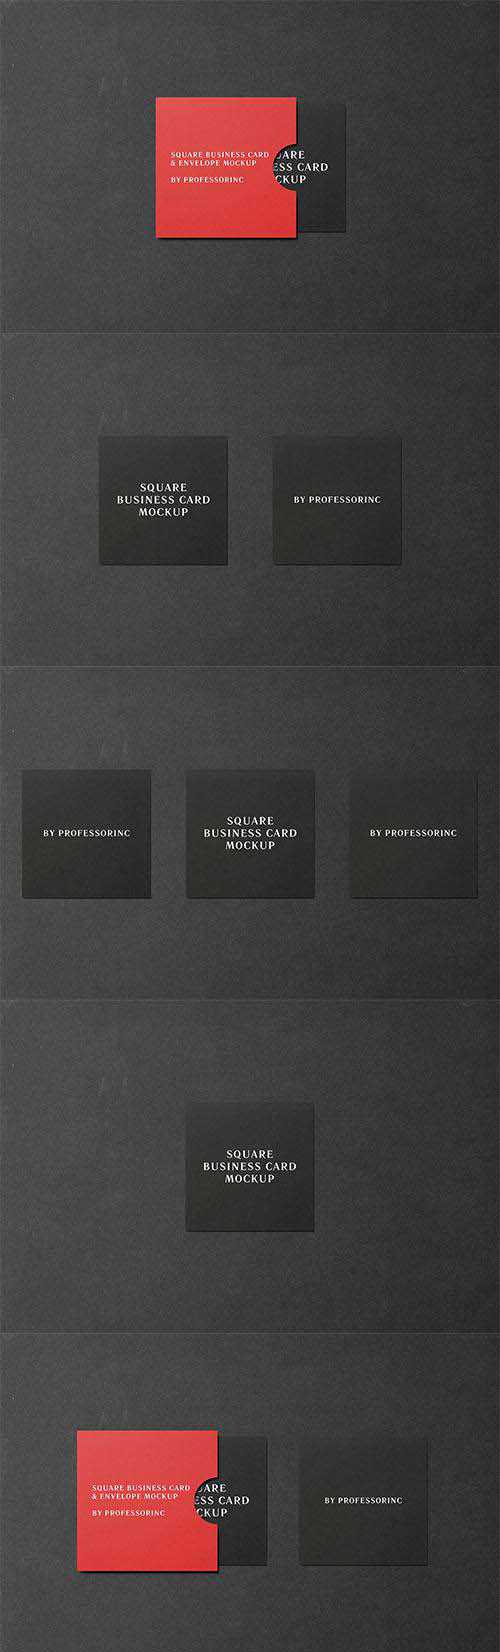 SQUARE BUSINESS CARD
& ENVELOPE MOCKUP
BY PROFESSORINC
UARE
ESS CARD
CKUP
SQUARE
BUSINESS CARD
MOCKUP
BY PROFESSORINC
BY PROFESSORINC
SQUARE
BUSINESS CARD
MOCKUP
BY PROFESSORINC
SQUARE
BUSINESS CARD
MOCKUP
SQUARE BUSINESS CARD
& ENVELOPE MOCKUP
BY PROFESSORINC
UARE
ESS CARD
CKUP
BY PROFESSORINC